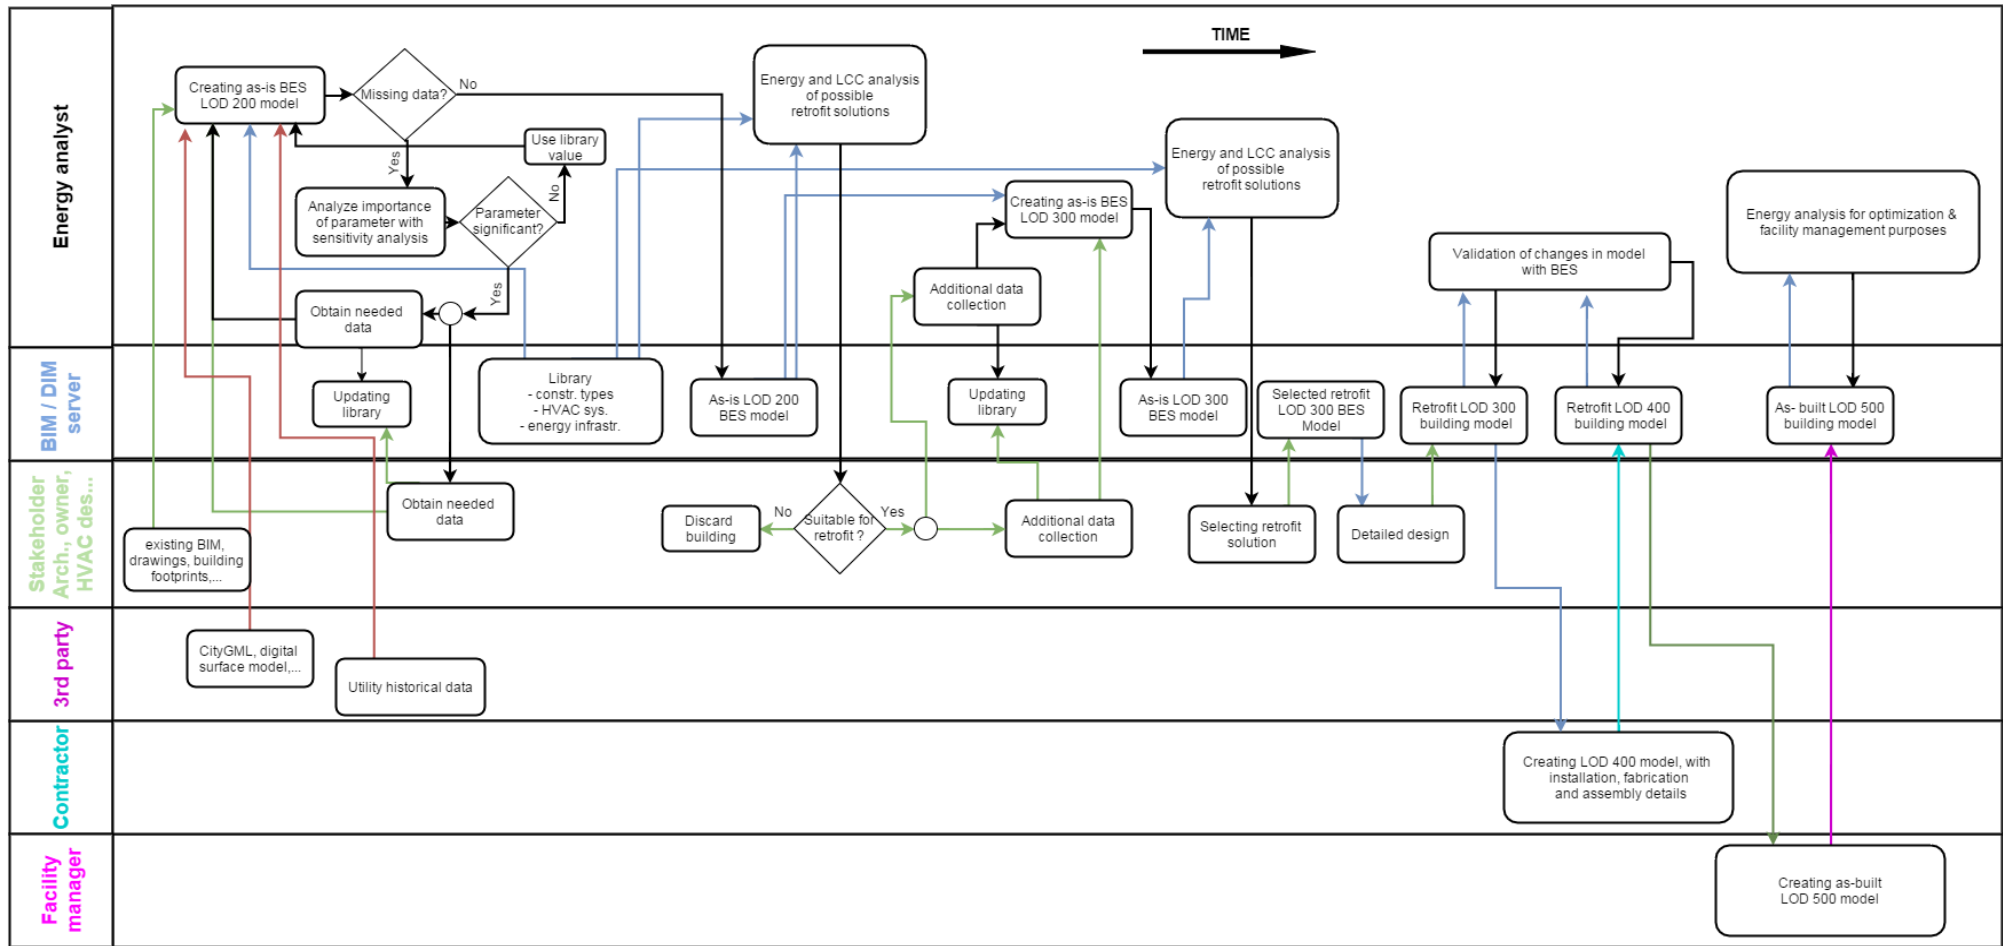 TIME
Energy analyst
Creating as-is BES
LOD 200 model
Missing data?
No
Yes
Use library
value
Analyze importance
of parameter with
sensitivity analysis
Parameter
significant?
No
Yes
Obtain needed
data
Energy and LCC analysis
of possible
retrofit solutions
Additional data
collection
Creating as-is BES
LOD 300 model
Energy and LCC analysis
of possible
retrofit solutions
Validation of changes in model
with BES
Energy analysis for optimization &
facility management purposes
BIM / DIM
server
Updating
library
Library
- constr. types
- HVAC sys.
- energy infrastr.
As-is LOD 200
BES model
Updating
library
As-is LOD 300
BES model
Selected retrofit
LOD 300 BES
Model
Retrofit LOD 300
building model
Retrofit LOD 400
building model
As- built LOD 500
building model
Stakeholder
Arch., owner,
HVAC des...
existing BIM,
drawings, building
footprints,...
Obtain needed
data
Discard
building
No
Suitable for
retrofit ?
Yes
Additional data
collection
Selecting retrofit
solution
Detailed design
3rd party
CityGML, digital
surface model,...
Utility historical data
Contractor
Creating LOD 400 model, with
installation, fabrication
and assembly details
Facility
manager
Creating as-built
LOD 500 model